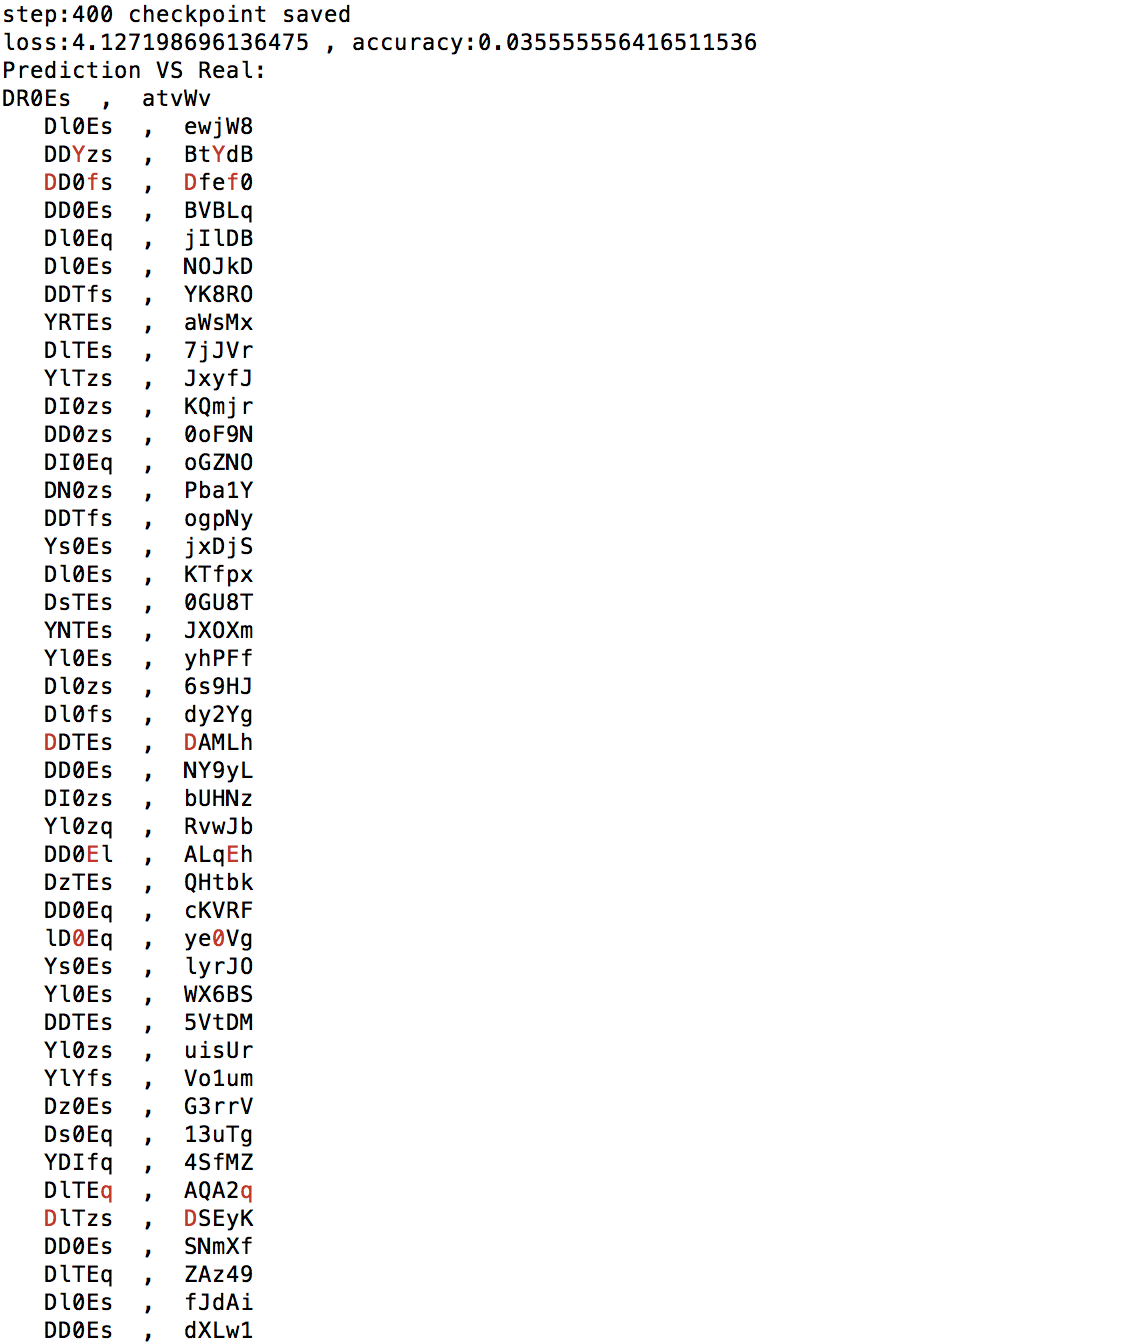 step:400 checkpoint saved
loss:4.127198696136475 , accuracy:0.035555556416511536
Prediction VS Real:
DR0Es , atvWv
Dl0Es , ewjW8
DDYzs , BtYdB
DD0fs , Dfef0
DD0Es , BVBLq
Dl0Eq , jIlDB
Dl0Es , NOJkD
DDTfs , YK8RO
YRTEs , aWsMx
DlTEs , 7jJVr
YlTzs , JxyfJ
DI0zs , KQmjr
DD0zs , 0oF9N
DI0Eq , oGZNO
DN0zs , Pba1Y
DDTfs , ogpNy
Ys0Es , jxDjS
Dl0Es , KTfpx
DsTEs , 0GU8T
YNTEs , JXOXm
Yl0Es , yhPFf
Dl0zs , 6s9HJ
Dl0fs , dy2Yg
DDTEs , DAMLh
DD0Es , NY9yL
DI0zs , bUHNz
Yl0zq , RvwJb
DD0El , ALqEh
DzTEs , QHtbk
DD0Eq , cKVRF
lD0Eq , ye0Vg
Ys0Es , lyrJO
Yl0Es , WX6BS
DDTEs , 5VtDM
Yl0zs , uisUr
YlYfs , Vo1um
Dz0Es , G3rrV
Ds0Eq , 13uTg
YDIfq , 4SfMZ
DlTEq , AQA2q
DlTzs , DSEyK
DD0Es , SNmXf
DlTEq , ZAz49
Dl0Es , fJdAi
DD0Es , dXLw1